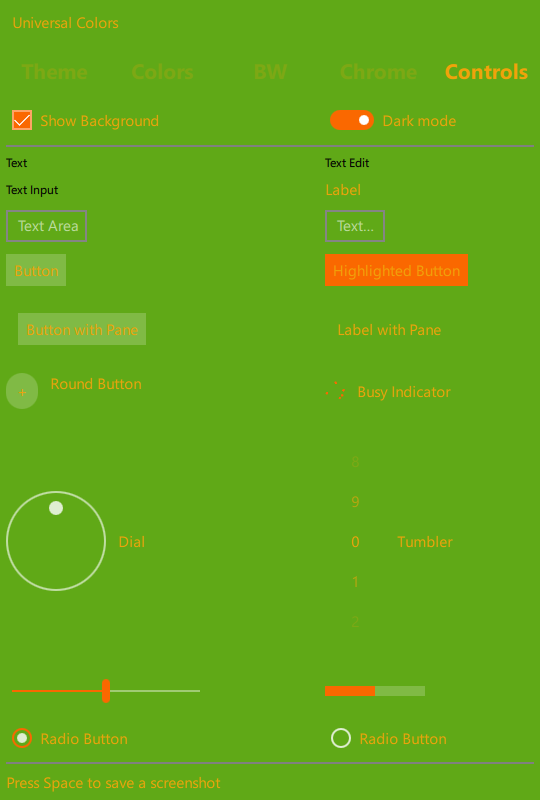 Universal Colors
Theme Colors BW Chrome Controls
Show Background Dark mode
Text Text Edit
Text Input Label
Text Area Text...
Button Highlighted Button
Button with Pane Label with Pane
+ Round Button Busy Indicator
8
9
Dial 0 Tumbler
1
2
Radio Button Radio Button
Press Space to save a screenshot